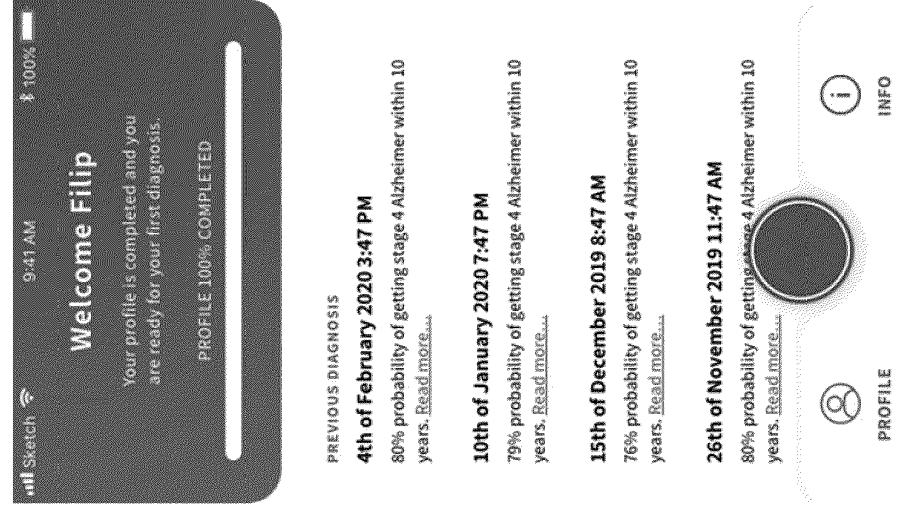 Sketch 9:41 AM 100%
Welcome Filip
Your profile is completed and you
are ready for your first diagnosis.
PROFILE 100% COMPLETED
PREVIOUS DIAGNOSIS
4th of February 2020 3:47 PM
80% probability of getting stage 4 Alzheimer within 10
years. Read more...
10th of January 2020 7:47 PM
79% probability of getting stage 4 Alzheimer within 10
years. Read more...
15th of December 2019 8:47 AM
76% probability of getting stage 4 Alzheimer within 10
years. Read more...
26th of November 2019 11:47 AM
80% probability of getting stage 4 Alzheimer within 10
years. Read more...
PROFILE INFO